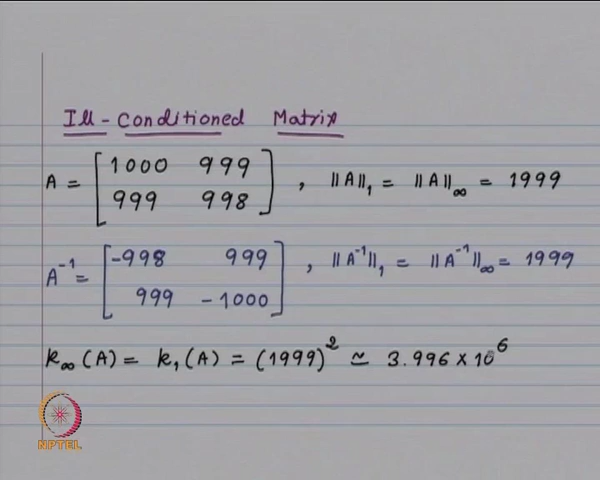 Ill-Conditioned Matrix
A = [1000 999
999 998] , ||A||₁ = ||A||∞ = 1999
A⁻¹ = [-998 999
999 -1000] , ||A⁻¹||₁ = ||A⁻¹||∞ = 1999
k∞(A) = k₁(A) = (1999)² ≃ 3.996 × 10⁶
NPTEL